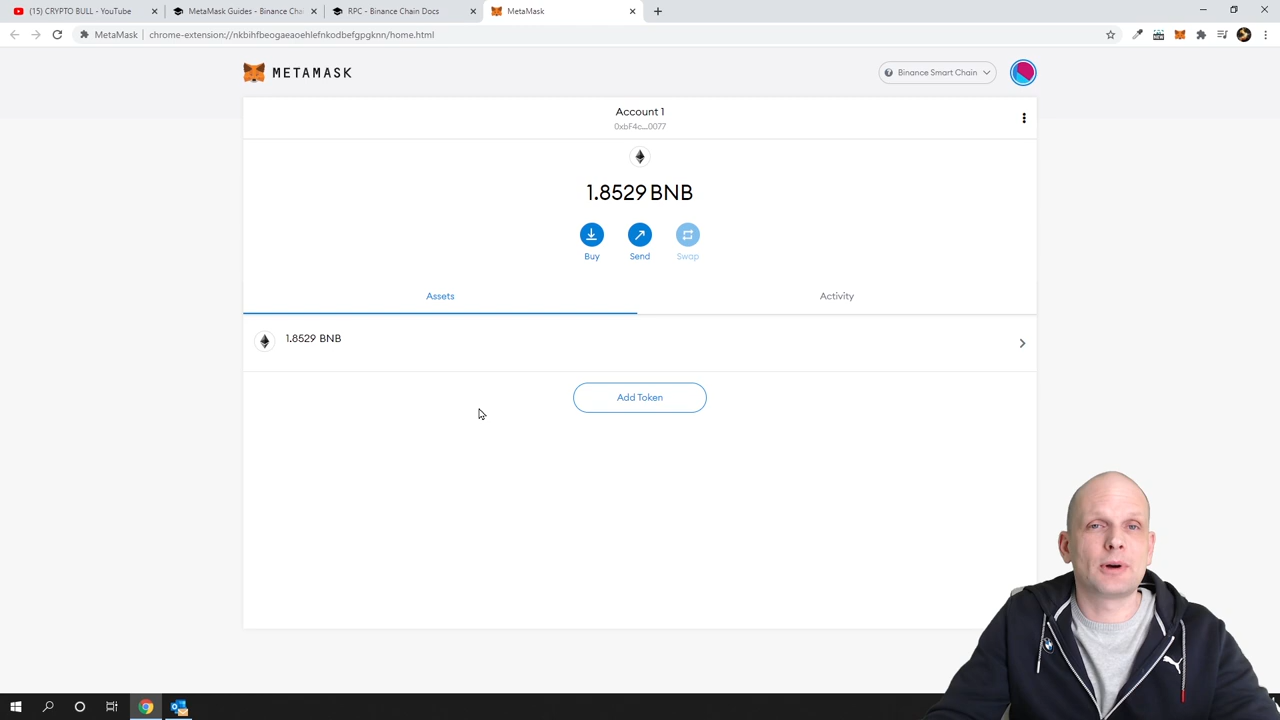 (15) CRYPTO BULL - YouTube
MetaMask Guides - Binance Cha
RPC - Binance Chain Docs
MetaMask
MetaMask
chrome-extension://nkbihfbeogaeaoehlefnkodbefgpgknn/home.html
METAMASK
Binance Smart Chain
Account 1
0xbF4c...0077
1.8529 BNB
Buy
Send
Swap
Assets
Activity
1.8529 BNB
Add Token